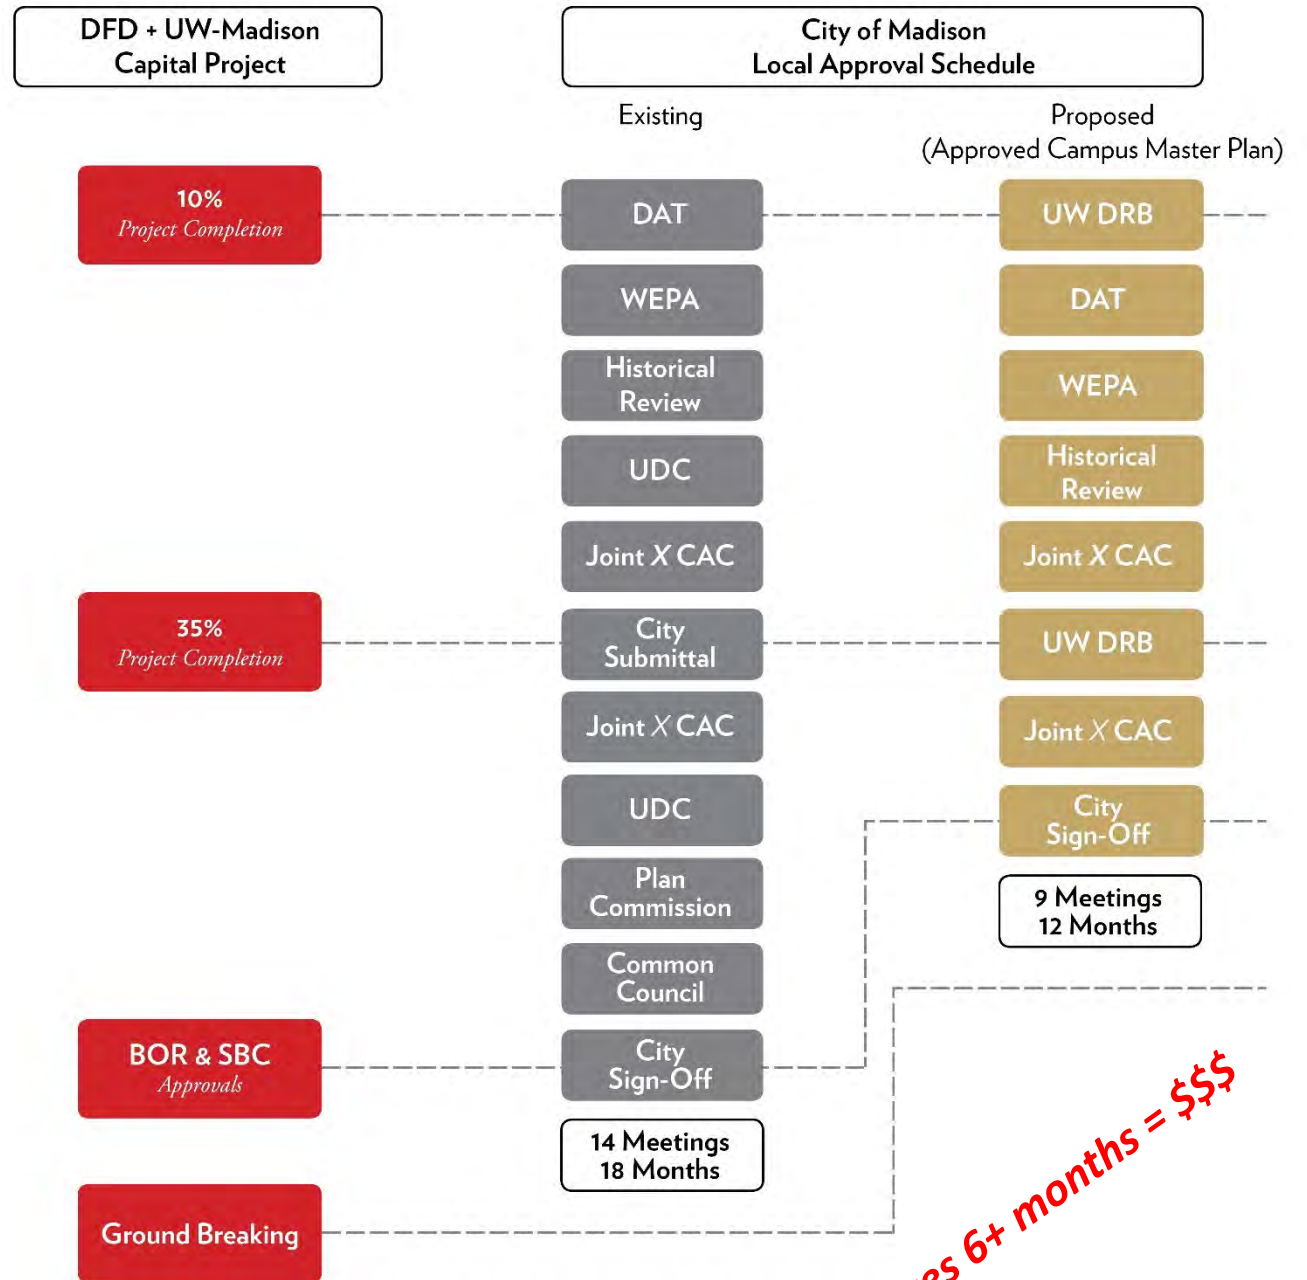 DFD + UW-Madison
Capital Project
City of Madison
Local Approval Schedule
Existing
Proposed
(Approved Campus Master Plan)
10%
Project Completion
DAT
UW DRB
WEPA
DAT
Historical
Review
WEPA
UDC
Historical
Review
Joint X CAC
Joint X CAC
35%
Project Completion
City
Submittal
UW DRB
Joint X CAC
Joint X CAC
UDC
City
Sign-Off
Plan
Commission
9 Meetings
12 Months
Common
Council
BOR & SBC
Approvals
City
Sign-Off
14 Meetings
18 Months
Ground Breaking
6+ months = $$$